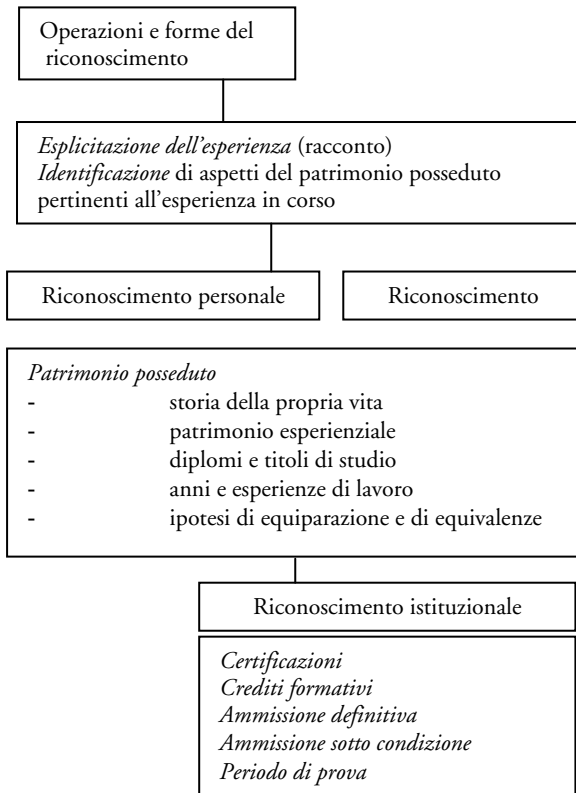 Operazioni e forme del
riconoscimento
Esplicitazione dell'esperienza (racconto)
Identificazione di aspetti del patrimonio posseduto
pertinenti all'esperienza in corso
Riconoscimento personale
Riconoscimento
Patrimonio posseduto
- storia della propria vita
- patrimonio esperienziale
- diplomi e titoli di studio
- anni e esperienze di lavoro
- ipotesi di equiparazione e di equivalenze
Riconoscimento istituzionale
Certificazioni
Crediti formativi
Ammissione definitiva
Ammissione sotto condizione
Periodo di prova